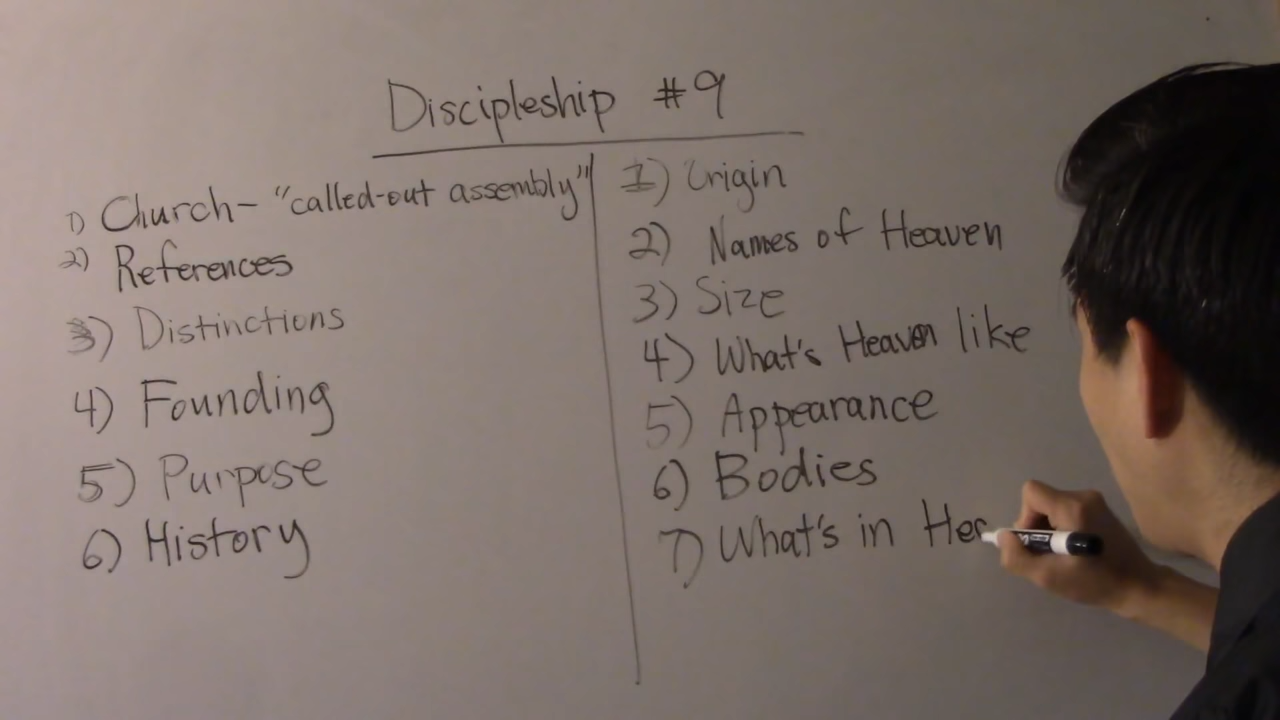 Discipleship #9
1) Church- "called-out assembly"
2) References
3) Distinctions
4) Founding
5) Purpose
6) History
1) Origin
2) Names of Heaven
3) Size
4) What's Heaven like
5) Appearance
6) Bodies
7) What's in Hea